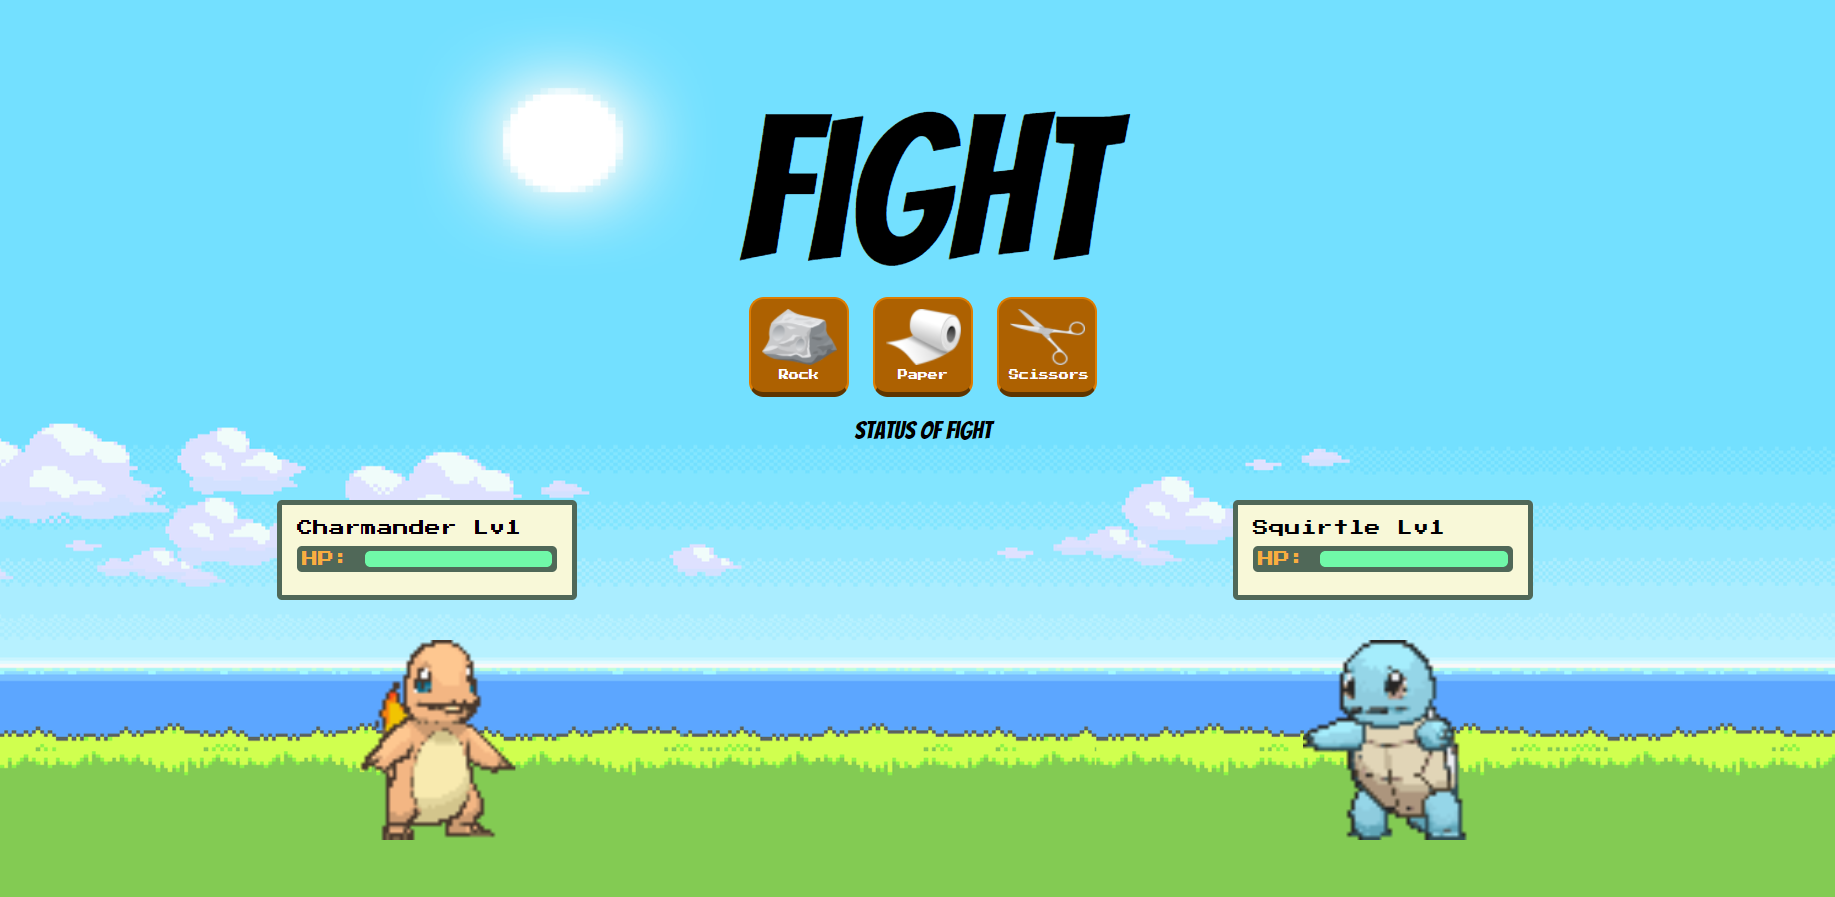 FIGHT
Rock
Paper
Scissors
STATUS OF FIGHT
Charmander Lv1
HP:
Squirtle Lv1
HP: